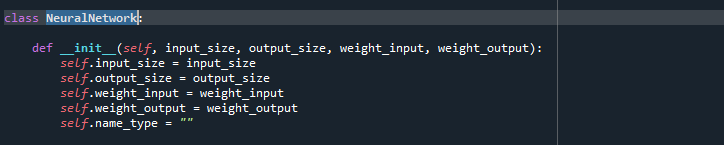 class NeuralNetwork:
def __init__(self, input_size, output_size, weight_input, weight_output):
self.input_size = input_size
self.output_size = output_size
self.weight_input = weight_input
self.weight_output = weight_output
self.name_type = ""